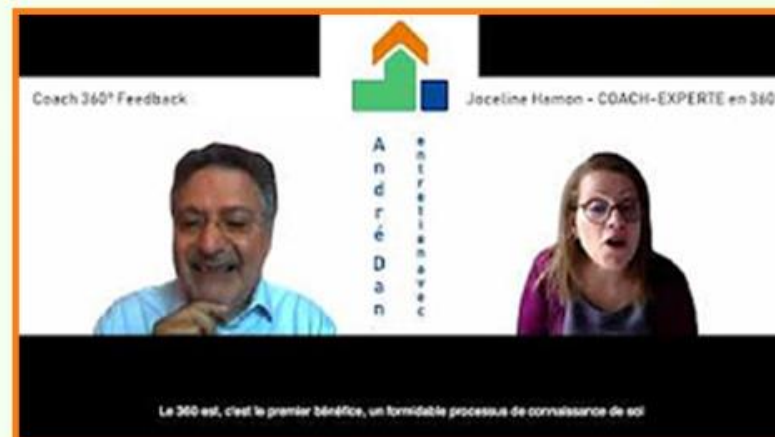 Coach 360° Feedback
Joceline Hamon - COACH-EXPERTE en 360
André Dan
entretien avec
Le 360 est, c'est le premier bénéfice, un formidable processus de connaissance de soi